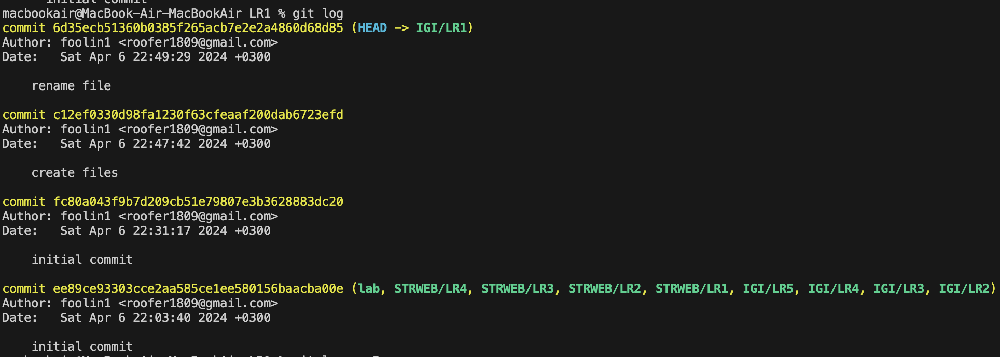 initial commit
macbookair@MacBook-Air-MacBookAir LR1 % git log
commit 6d35ecb51360b0385f265acb7e2e2a4860d68d85 (HEAD -> IGI/LR1)
Author: foolin1 <roofer1809@gmail.com>
Date:   Sat Apr 6 22:49:29 2024 +0300
rename file
commit c12ef0330d98fa1230f63cfeaaf200dab6723efd
Author: foolin1 <roofer1809@gmail.com>
Date:   Sat Apr 6 22:47:42 2024 +0300
create files
commit fc80a043f9b7d209cb51e79807e3b3628883dc20
Author: foolin1 <roofer1809@gmail.com>
Date:   Sat Apr 6 22:31:17 2024 +0300
initial commit
commit ee89ce93303cce2aa585ce1ee580156baacba00e (lab, STRWEB/LR4, STRWEB/LR3, STRWEB/LR2, STRWEB/LR1, IGI/LR5, IGI/LR4, IGI/LR3, IGI/LR2)
Author: foolin1 <roofer1809@gmail.com>
Date:   Sat Apr 6 22:03:40 2024 +0300
initial commit